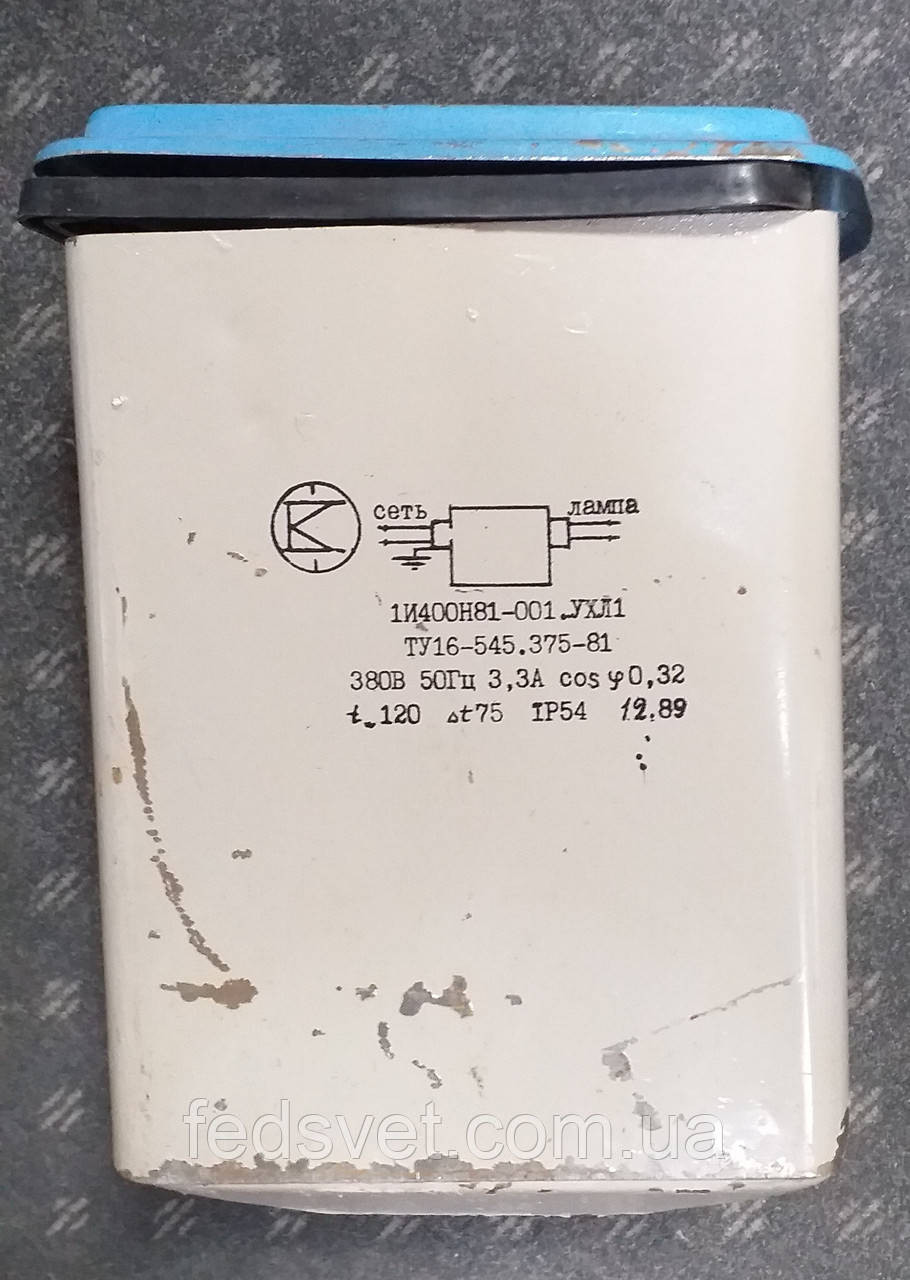 сеть лампа
1И400Н81-001.УХЛ1
ТУ16-545.375-81
380В 50Гц 3,3А cos φ 0,32
t 120 Δt75 IP54 12.89
fedsvet.com.ua